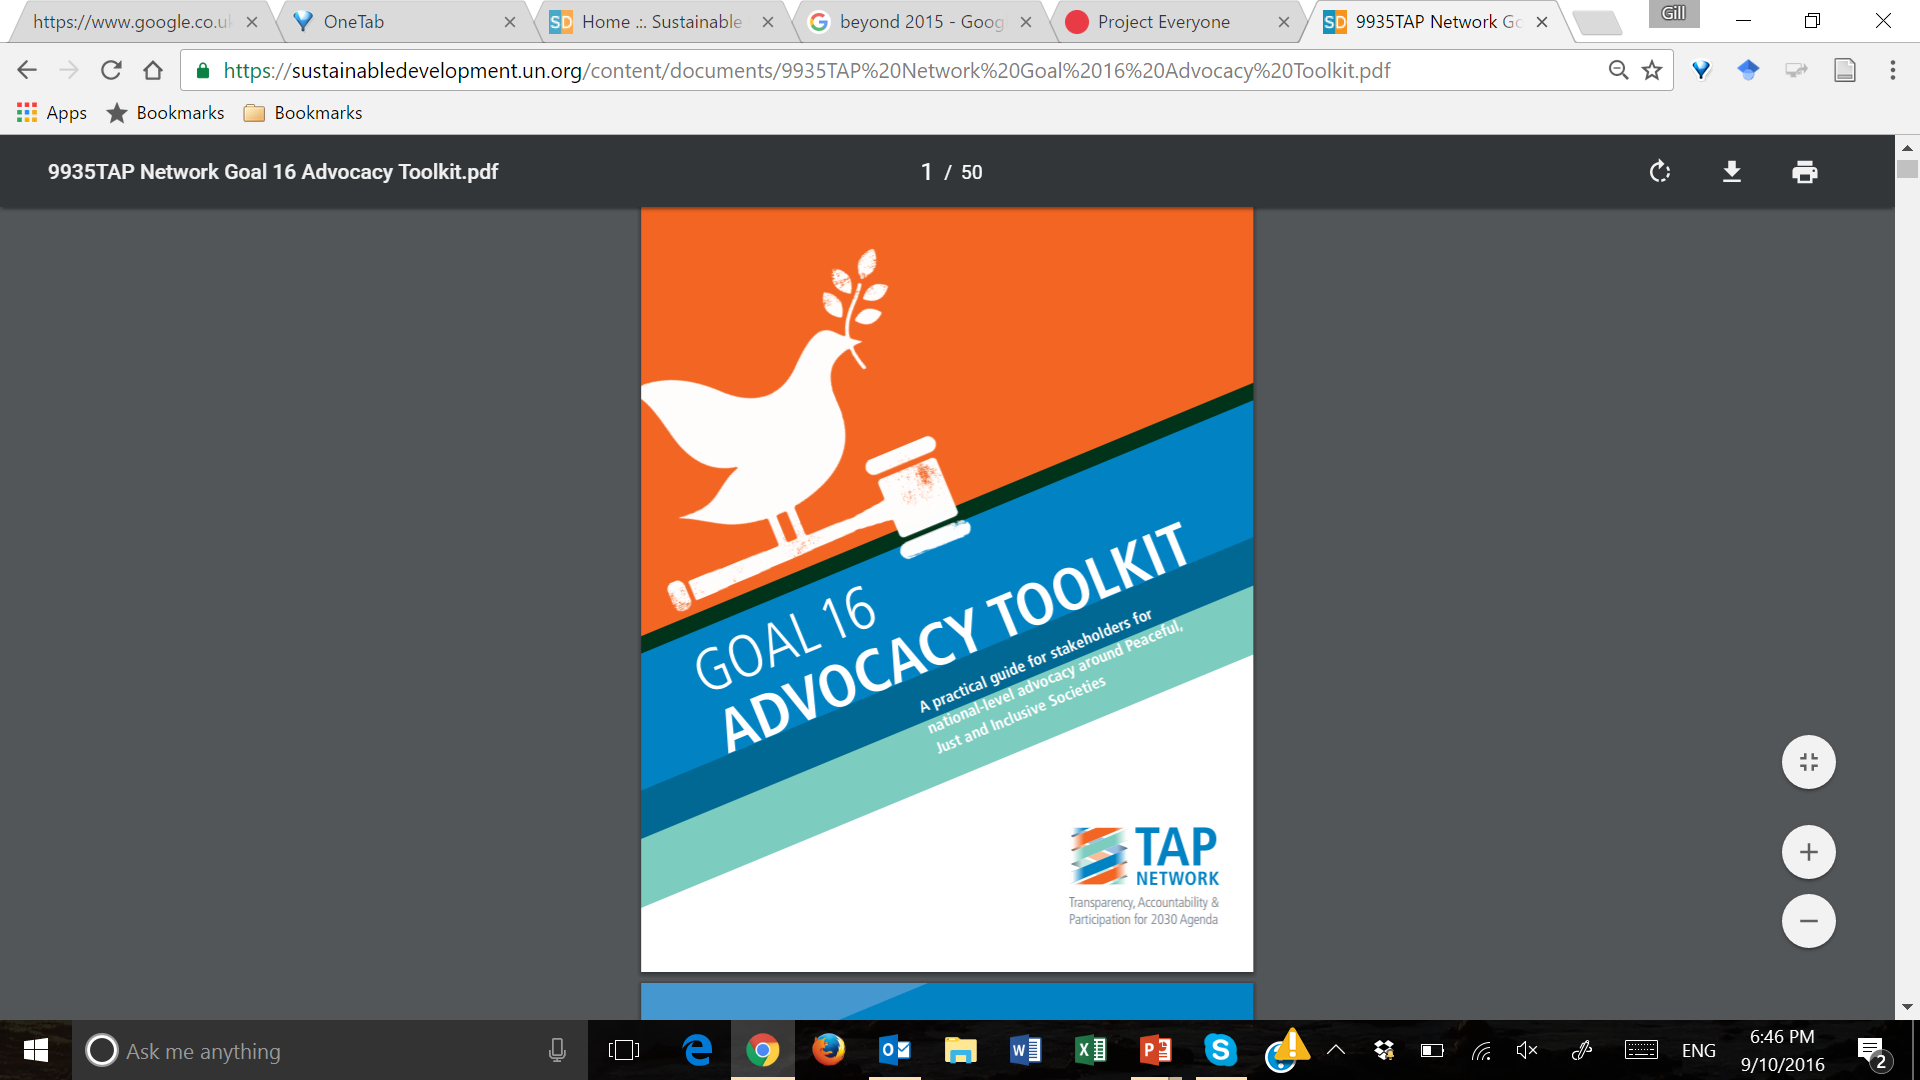 https://www.google.co.u
OneTab
Home .:. Sustainable
beyond 2015 - Goog
Project Everyone
9935TAP Network Go
Gill
https://sustainabledevelopment.un.org/content/documents/9935TAP%20Network%20Goal%2016%20Advocacy%20Toolkit.pdf
Apps
Bookmarks
Bookmarks
9935TAP Network Goal 16 Advocacy Toolkit.pdf
1 / 50
GOAL 16
ADVOCACY TOOLKIT
A practical guide for stakeholders for
national-level advocacy around Peaceful,
Just and Inclusive Societies
TAP
NETWORK
Transparency, Accountability &
Participation for 2030 Agenda
Ask me anything
ENG
6:46 PM
9/10/2016
2